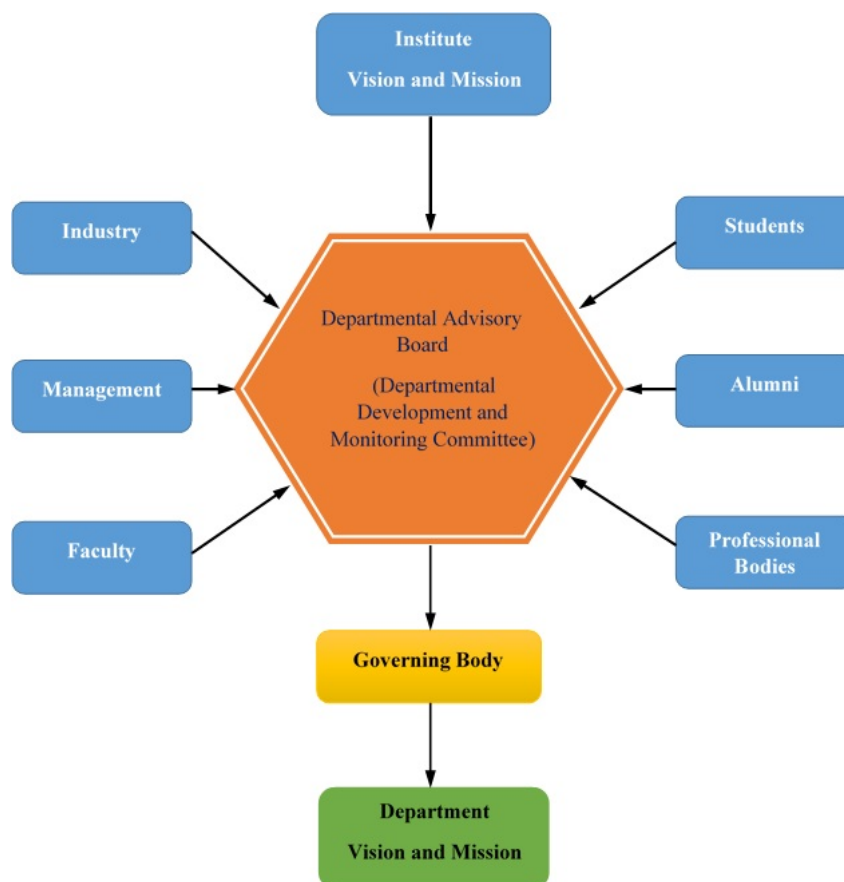 Institute
Vision and Mission
Industry
Students
Departmental Advisory
Board
(Departmental
Development and
Monitoring Committee)
Management
Alumni
Faculty
Professional
Bodies
Governing Body
Department
Vision and Mission